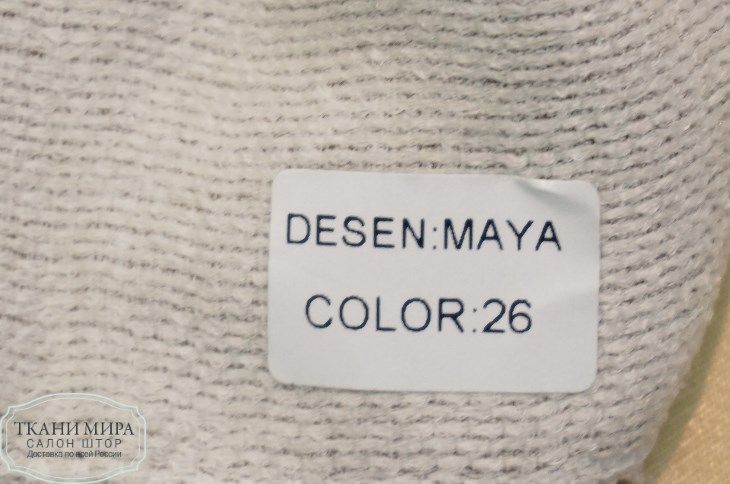 DESEN:MAYA
COLOR:26
ТКАНИ МИРА
САЛОН ШТОР
Доставка по всей России